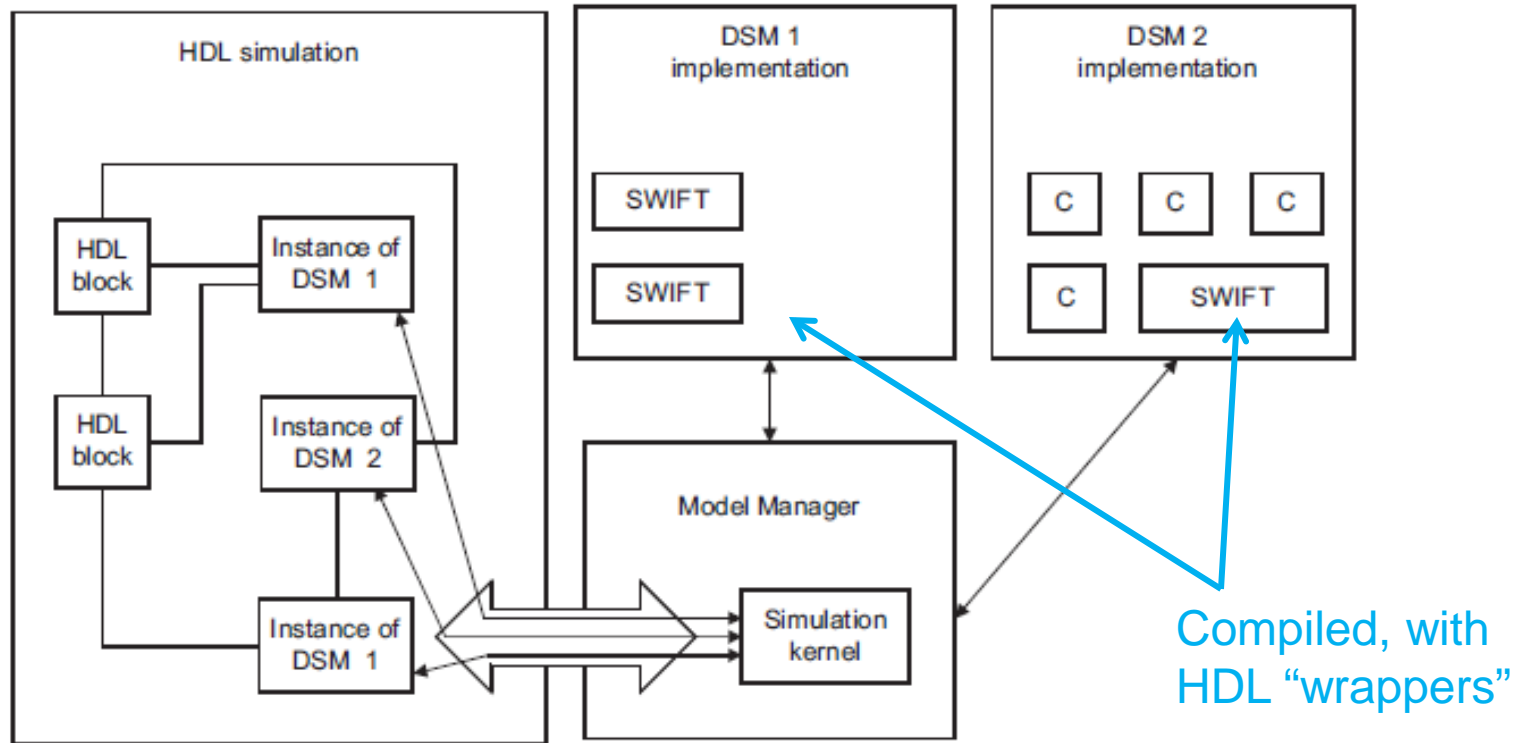 HDL simulation
HDL
block
Instance of
DSM 1
HDL
block
Instance of
DSM 2
Instance of
DSM 1
DSM 1
implementation
SWIFT
SWIFT
DSM 2
implementation
C
C
C
C
SWIFT
Model Manager
Simulation
kernel
Compiled, with
HDL “wrappers”